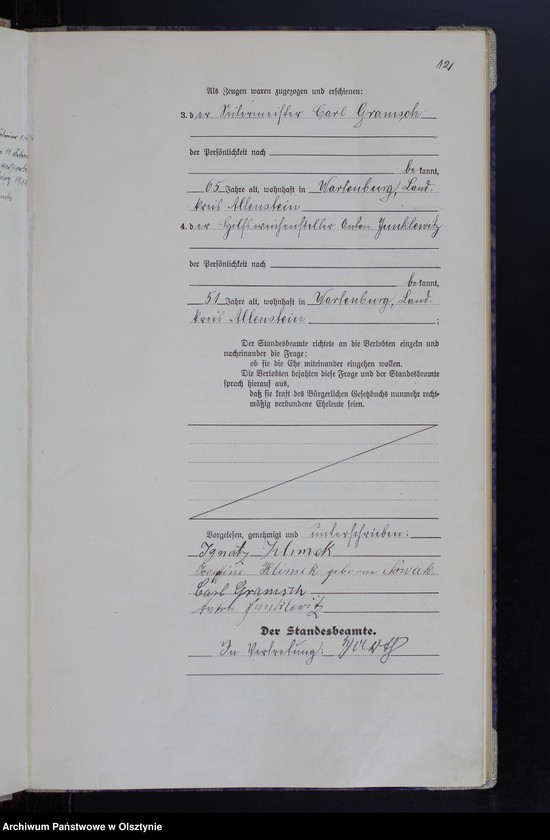 121
Als Zeugen waren zugezogen und erschienen:
3. der Seilermeister Carl Gramsch
der Persönlichkeit nach
bekannt,
65 Jahre alt, wohnhaft in Wartenburg, Land-
kreis Allenstein
4. der Hilfsweichensteller Anton Junklewitz
der Persönlichkeit nach
bekannt,
51 Jahre alt, wohnhaft in Wartenburg, Land-
kreis Allenstein ;
Der Standesbeamte richtete an die Verlobten einzeln und
nacheinander die Frage:
ob sie die Ehe miteinander eingehen wollen.
Die Verlobten bejahten diese Frage und der Standesbeamte
sprach hierauf aus,
daß sie kraft des Bürgerlichen Gesetzbuchs nunmehr recht-
mäßig verbundene Eheleute seien.
Vorgelesen, genehmigt und unterschrieben:
Ignatz Klimek
Klimek geborene
Carl Gramsch
Anton Junklewitz
Der Standesbeamte.
In Vertretung:
Archiwum Państwowe w Olsztynie